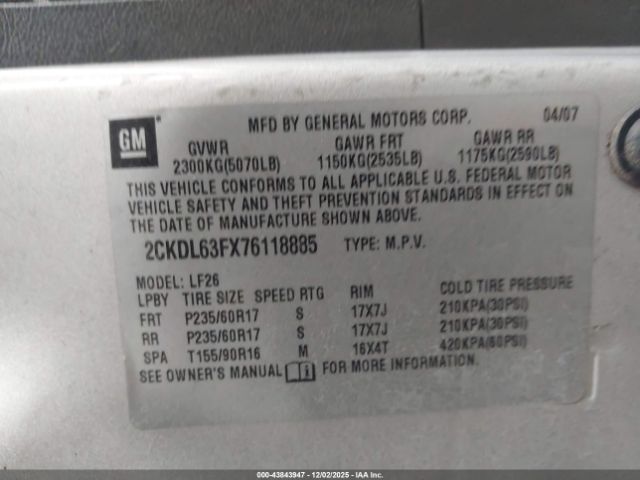 GM
MFD BY GENERAL MOTORS CORP. 04/07
GVWR GAWR FRT GAWR RR
2300KG(5070LB) 1150KG(2535LB) 1175KG(2590LB)
THIS VEHICLE CONFORMS TO ALL APPLICABLE U.S. FEDERAL MOTOR
VEHICLE SAFETY AND THEFT PREVENTION STANDARDS IN EFFECT ON
THE DATE OF MANUFACTURE SHOWN ABOVE.
2CKDL63FX76118885 TYPE: M.P.V.
MODEL: LF26
LPBY TIRE SIZE SPEED RTG RIM COLD TIRE PRESSURE
FRT P235/60R17 S 17X7J 210KPA(30PSI)
RR P235/60R17 S 17X7J 210KPA(30PSI)
SPA T155/90R16 M 16X4T 420KPA(60PSI)
SEE OWNER'S MANUAL FOR MORE INFORMATION.
000-43843947 - 12/02/2025 - IAAI.COM